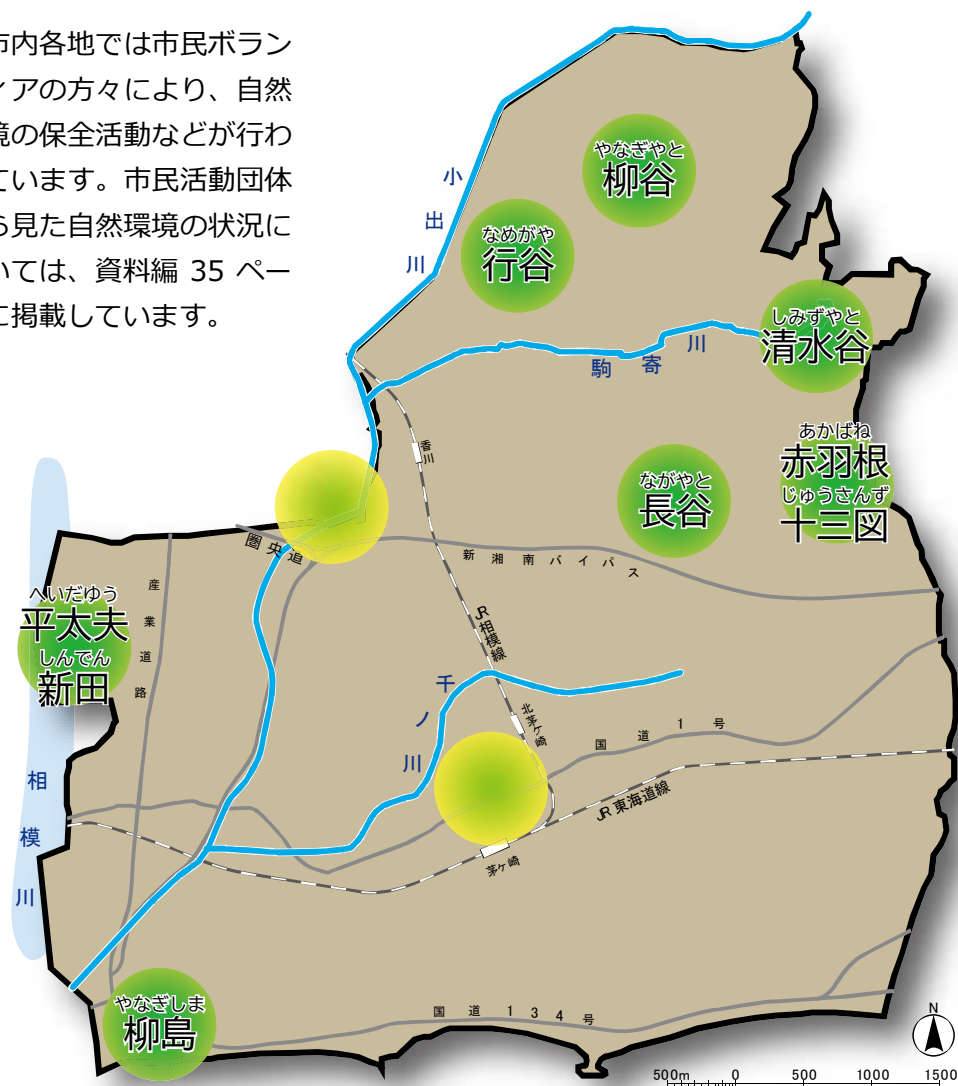 市内各地では市民ボラン
ィアの方々により、自然
境の保全活動などが行わ
ています。市民活動団体
ら見た自然環境の状況に
いては、資料編 35 ペー
に掲載しています。
小出川
やなぎやと
柳谷
なめがや
行谷
しみずやと
清水谷
駒寄川
香川
あかばね
赤羽根
じゅうさんず
十三図
ながやと
長谷
圏央道
新湘南バイパス
産業道路
へいだゆう
平太夫
しんでん
新田
JR相模線
千ノ川
北茅ケ崎
国道1号
相模川
JR東海道線
茅ケ崎
やなぎしま
柳島
国道134号
N
500m 0 500 1000 1500